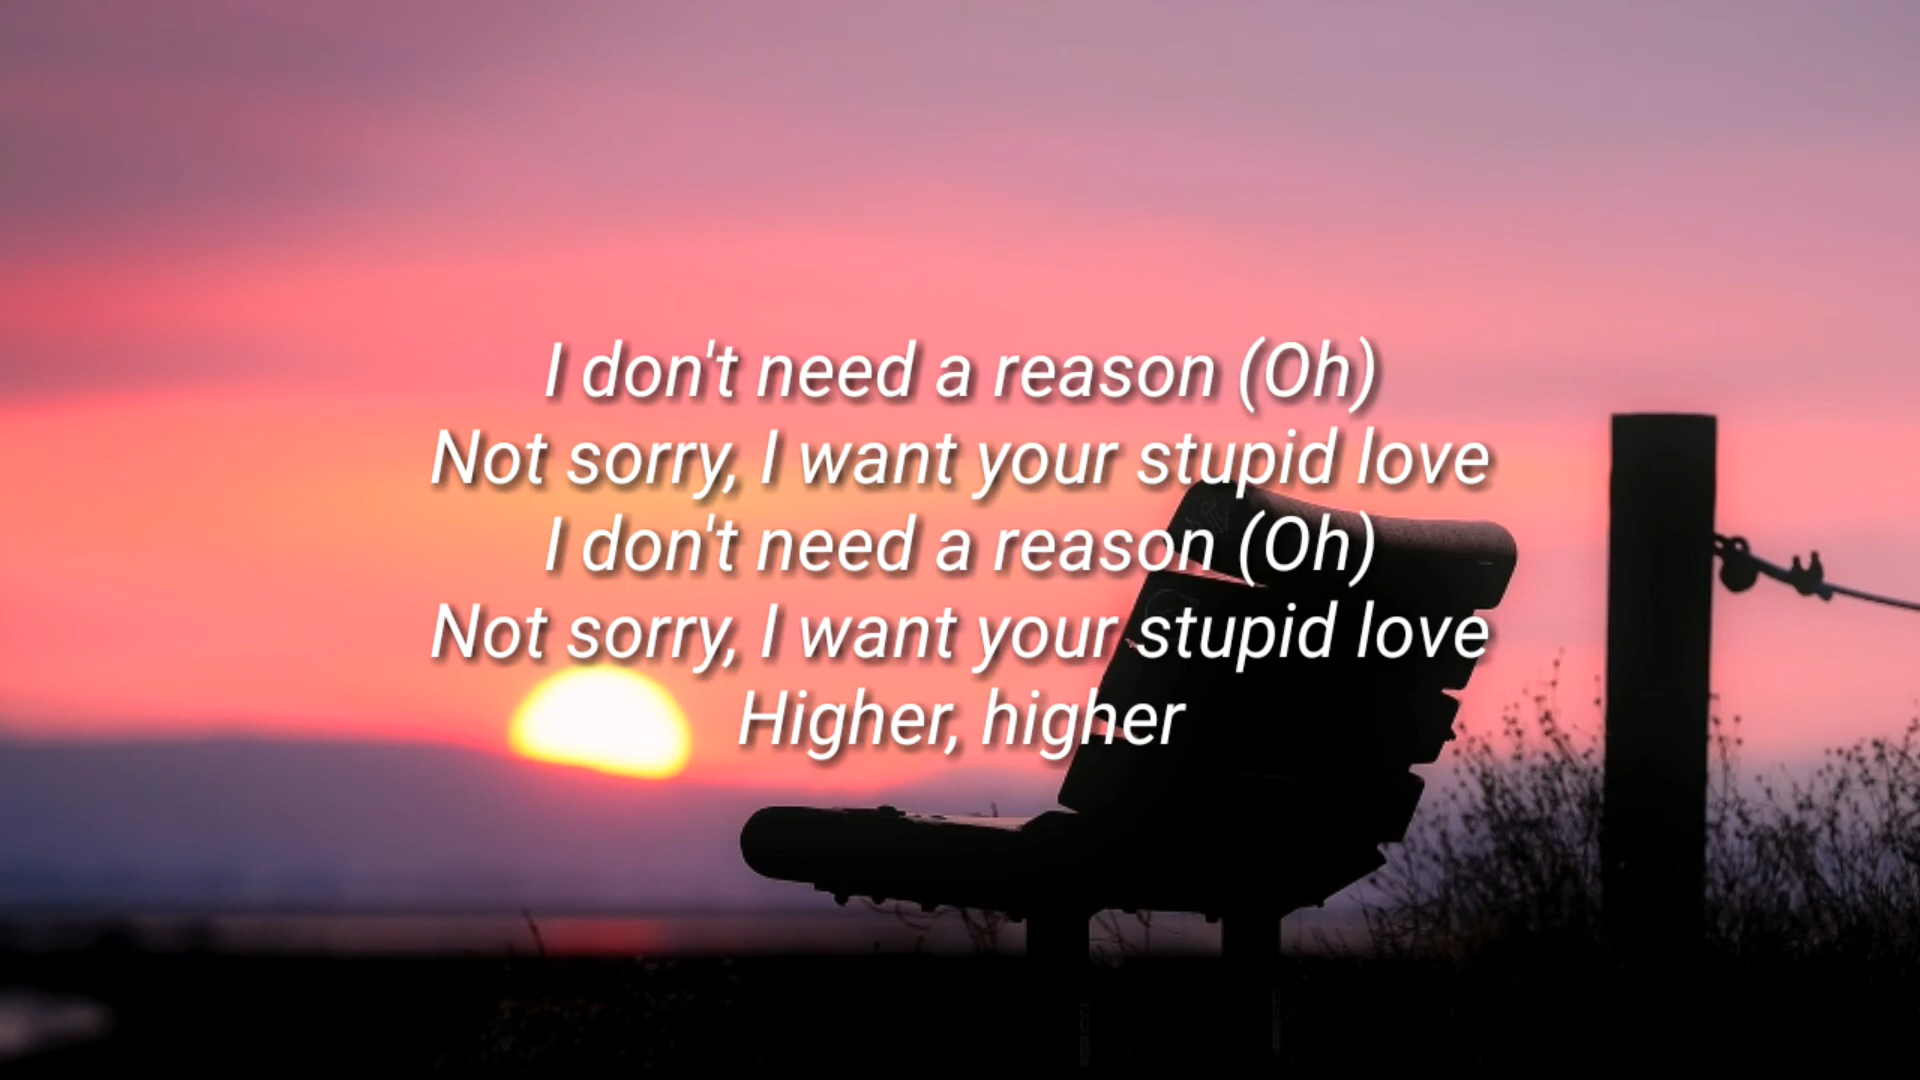 I don't need a reason (Oh)
Not sorry, I want your stupid love
I don't need a reason (Oh)
Not sorry, I want your stupid love
Higher, higher